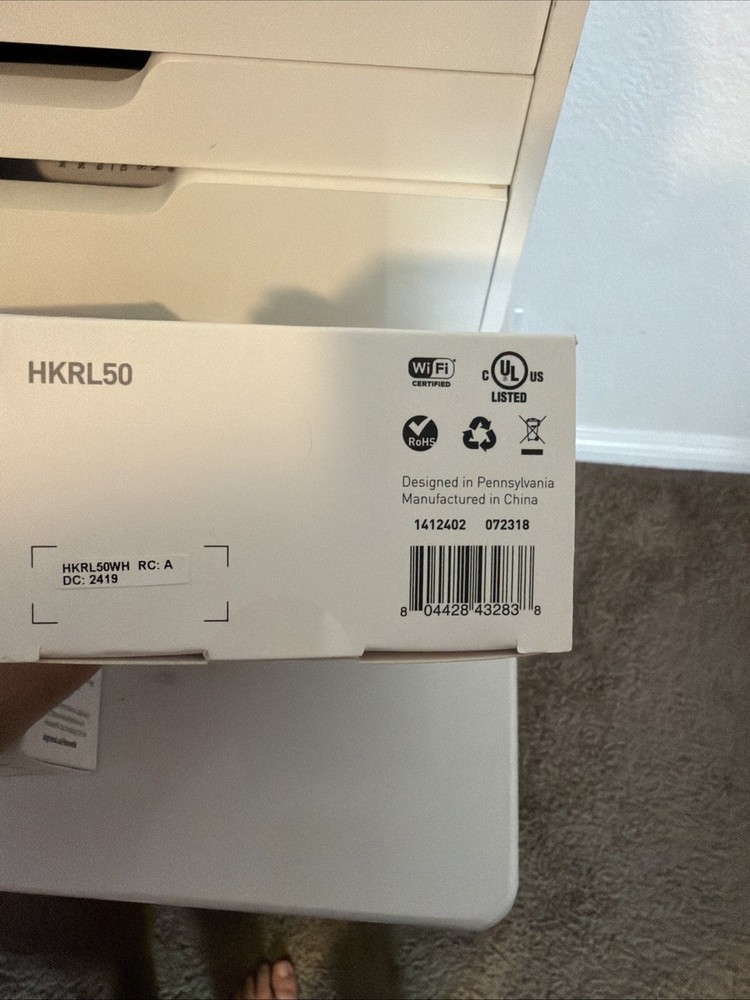 HKRL50
WiFi
CERTIFIED
C UL US
LISTED
RoHS
Designed in Pennsylvania
Manufactured in China
1412402 072318
HKRL50WH RC: A
DC: 2419
8 04428 43283 8